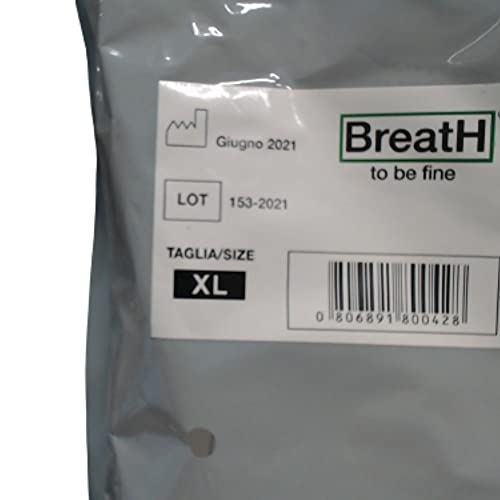 Giugno 2021
BreatH
to be fine
LOT 153-2021
TAGLIA/SIZE
XL
0 806891 800428